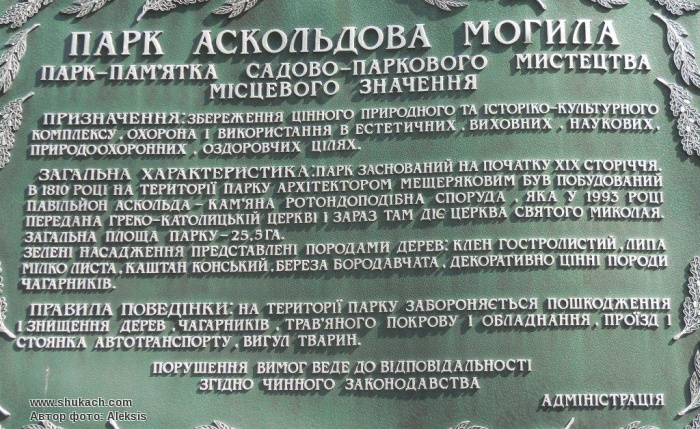 ПАРК АСКОЛЬДОВА МОГИЛА
ПАРК-ПАМ'ЯТКА САДОВО-ПАРКОВОГО МИСТЕЦТВА
МІСЦЕВОГО ЗНАЧЕННЯ
ПРИЗНАЧЕННЯ: ЗБЕРЕЖЕННЯ ЦІННОГО ПРИРОДНОГО ТА ІСТОРІКО-КУЛЬТУРНОГО
КОМПЛЕКСУ, ОХОРОНА І ВИКОРИСТАННЯ В ЕСТЕТИЧНИХ, ВИХОВНИХ, НАУКОВИХ,
ПРИРОДООХОРОННИХ, ОЗДОРОВЧИХ ЦІЛЯХ.
ЗАГАЛЬНА ХАРАКТЕРИСТИКА: ПАРК ЗАСНОВАНИЙ НА ПОЧАТКУ XIX СТОРІЧЧЯ.
В 1810 РОЦІ НА ТЕРИТОРІЇ ПАРКУ АРХІТЕКТОРОМ МЕЩЕРЯКОВИМ БУВ ПОБУДОВАНИЙ
ПАВІЛЬЙОН АСКОЛЬДА - КАМ'ЯНА РОТОНДОПОДІБНА СПОРУДА, ЯКА У 1993 РОЦІ
ПЕРЕДАНА ГРЕКО-КАТОЛИЦЬКІЙ ЦЕРКВІ І ЗАРАЗ ТАМ ДІЄ ЦЕРКВА СВЯТОГО МИКОЛАЯ.
ЗАГАЛЬНА ПЛОЩА ПАРКУ - 25,5 ГА.
ЗЕЛЕНІ НАСАДЖЕННЯ ПРЕДСТАВЛЕНІ ПОРОДАМИ ДЕРЕВ: КЛЕН ГОСТРОЛИСТИЙ, ЛИПА
МІЛКО ЛИСТА, КАШТАН КОНСЬКИЙ, БЕРЕЗА БОРОДАВЧАТА, ДЕКОРАТИВНО ЦІННІ ПОРОДИ
ЧАГАРНИКІВ.
ПРАВИЛА ПОВЕДІНКИ: НА ТЕРИТОРІЇ ПАРКУ ЗАБОРОНЯЄТЬСЯ ПОШКОДЖЕННЯ
І ЗНИЩЕННЯ ДЕРЕВ, ЧАГАРНИКІВ, ТРАВ'ЯНОГО ПОКРОВУ І ОБЛАДНАННЯ, ПРОЇЗД І
СТОЯНКА АВТОТРАНСПОРТУ, ВИГУЛ ТВАРИН.
ПОРУШЕННЯ ВИМОГ ВЕДЕ ДО ВІДПОВІДАЛЬНОСТІ
ЗГІДНО ЧИННОГО ЗАКОНОДАВСТВА
АДМІНІСТРАЦІЯ
www.shukach.com
Автор фото: Aleksis